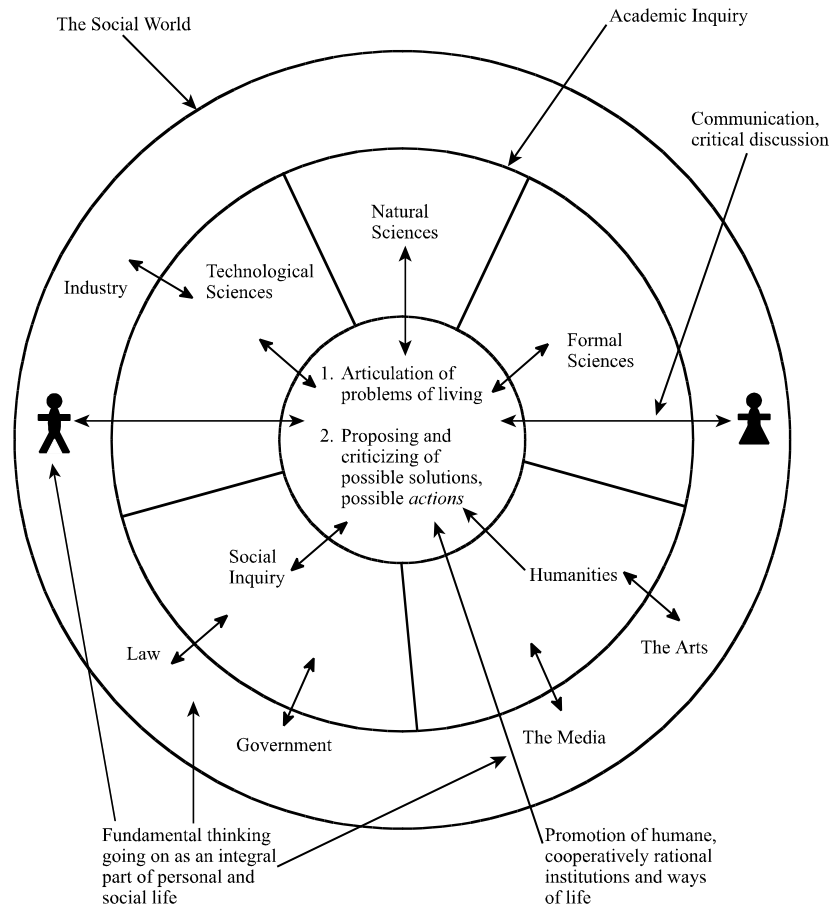 The Social World
Academic Inquiry
Communication,
critical discussion
Natural
Sciences
Technological
Sciences
Industry
Formal
Sciences
1. Articulation of
problems of living
2. Proposing and
criticizing of
possible solutions,
possible actions
Social
Inquiry
Humanities
Law
The Arts
Government
The Media
Fundamental thinking
going on as an integral
part of personal and
social life
Promotion of humane,
cooperatively rational
institutions and ways
of life